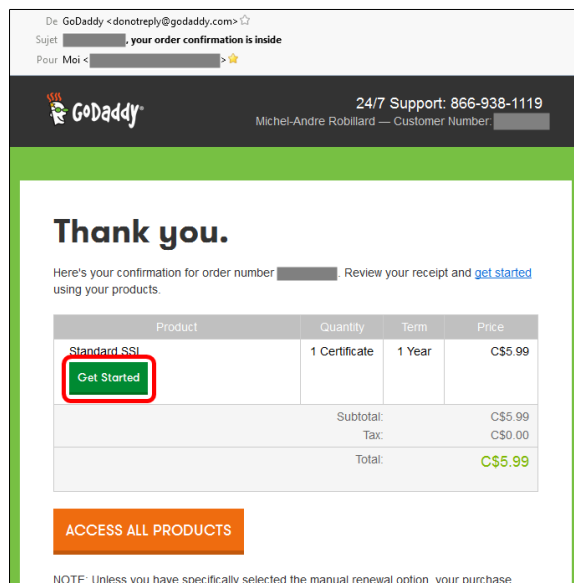 De GoDaddy <donotreply@godaddy.com>
Sujet , your order confirmation is inside
Pour Moi < >
GoDaddy
24/7 Support: 866-938-1119
Michel-Andre Robillard — Customer Number:
Thank you.
Here's your confirmation for order number . Review your receipt and get started
using your products.
Product Quantity Term Price
Standard SSL 1 Certificate 1 Year C$5.99
Get Started
Subtotal: C$5.99
Tax: C$0.00
Total: C$5.99
ACCESS ALL PRODUCTS
NOTE: Unless you have specifically selected the manual renewal option, your purchase